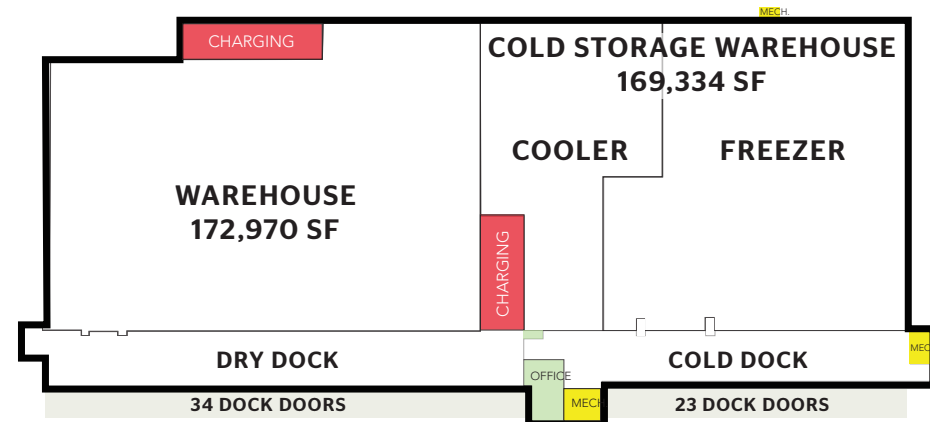 MECH.
CHARGING
COLD STORAGE WAREHOUSE
169,334 SF
COOLER
FREEZER
WAREHOUSE
172,970 SF
CHARGING
DRY DOCK
COLD DOCK
MEC
OFFICE
MECH
34 DOCK DOORS
23 DOCK DOORS